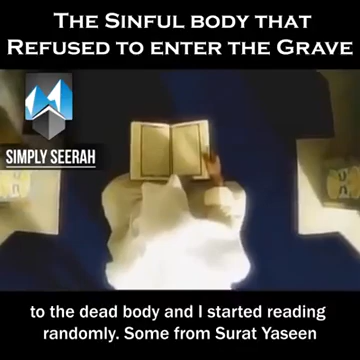 The Sinful body that
Refused to enter the Grave
SIMPLY SEERAH
to the dead body and I started reading
randomly. Some from Surat Yaseen